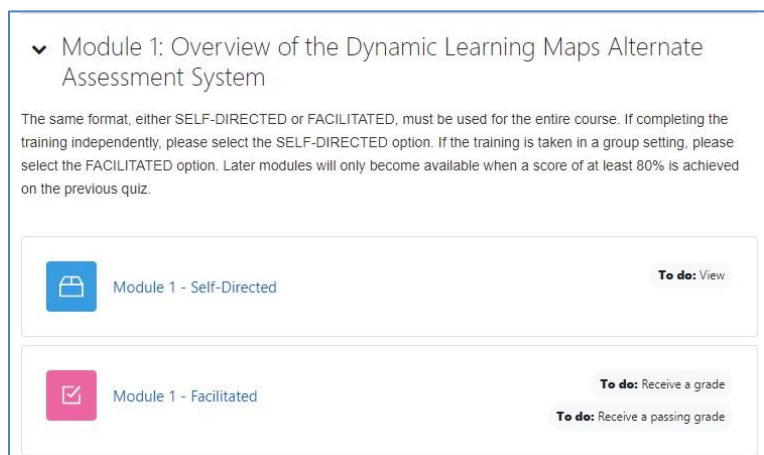 Module 1: Overview of the Dynamic Learning Maps Alternate
Assessment System
The same format, either SELF-DIRECTED or FACILITATED, must be used for the entire course. If completing the
training independently, please select the SELF-DIRECTED option. If the training is taken in a group setting, please
select the FACILITATED option. Later modules will only become available when a score of at least 80% is achieved
on the previous quiz.
Module 1 - Self-Directed
To do: View
Module 1 - Facilitated
To do: Receive a grade
To do: Receive a passing grade